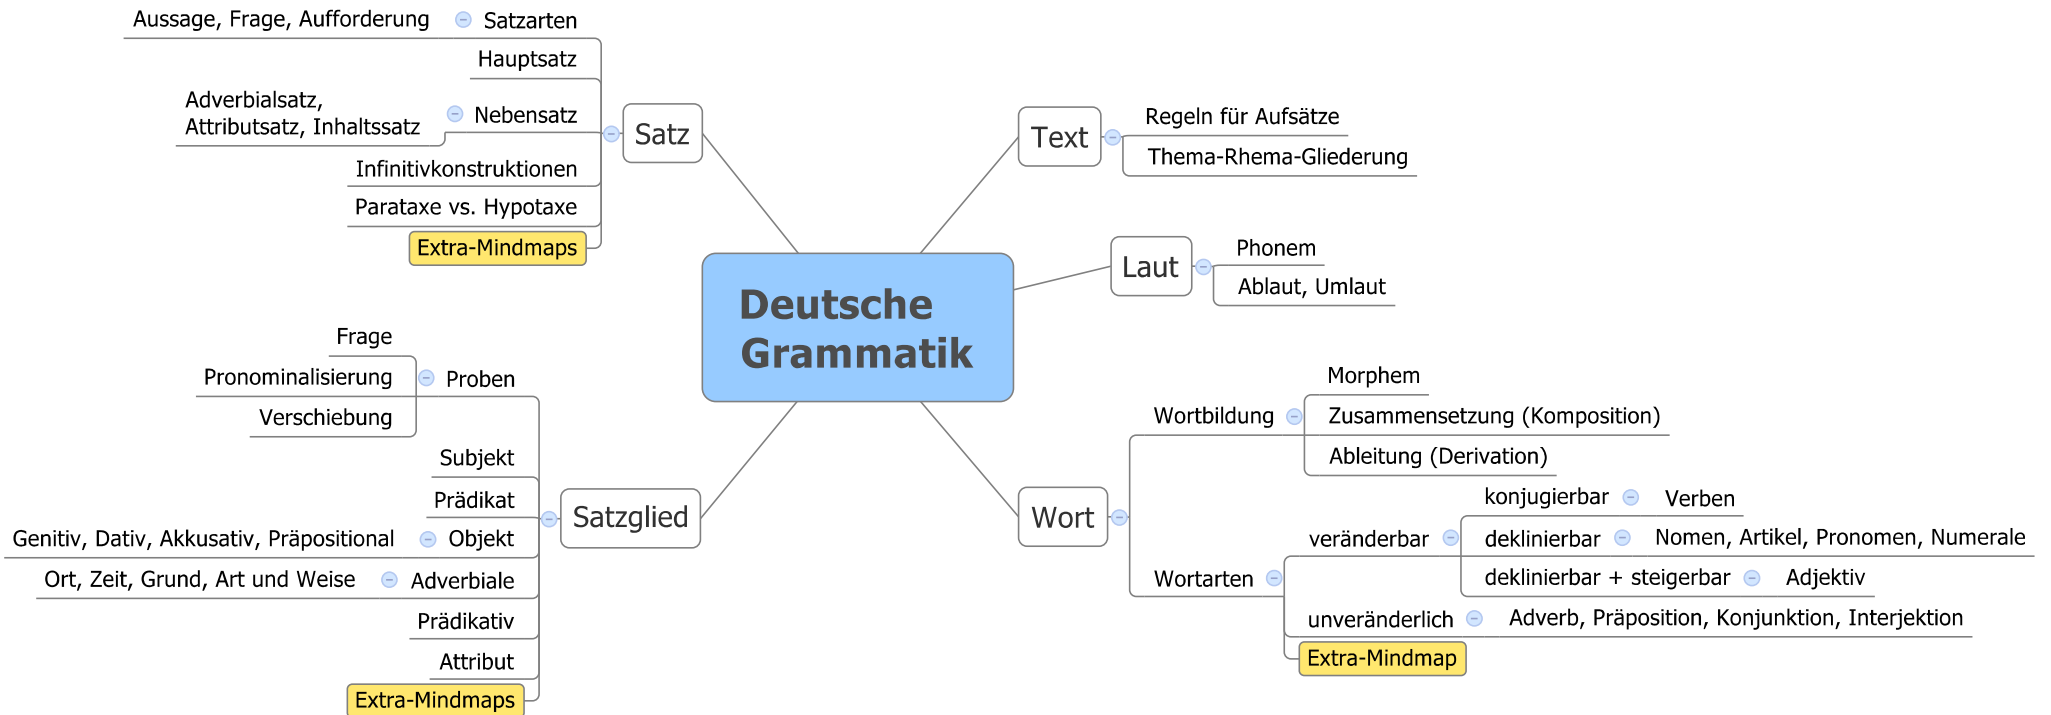 Deutsche
Grammatik
Satz
Aussage, Frage, Aufforderung
Satzarten
Hauptsatz
Adverbialsatz,
Attributsatz, Inhaltssatz
Nebensatz
Infinitivkonstruktionen
Parataxe vs. Hypotaxe
Extra-Mindmaps
Satzglied
Frage
Pronominalisierung
Verschiebung
Proben
Subjekt
Prädikat
Genitiv, Dativ, Akkusativ, Präpositional
Objekt
Ort, Zeit, Grund, Art und Weise
Adverbiale
Prädikativ
Attribut
Extra-Mindmaps
Text
Regeln für Aufsätze
Thema-Rhema-Gliederung
Laut
Phonem
Ablaut, Umlaut
Wort
Wortbildung
Morphem
Zusammensetzung (Komposition)
Ableitung (Derivation)
Wortarten
veränderbar
konjugierbar
Verben
deklinierbar
Nomen, Artikel, Pronomen, Numerale
deklinierbar + steigerbar
Adjektiv
unveränderlich
Adverb, Präposition, Konjunktion, Interjektion
Extra-Mindmap